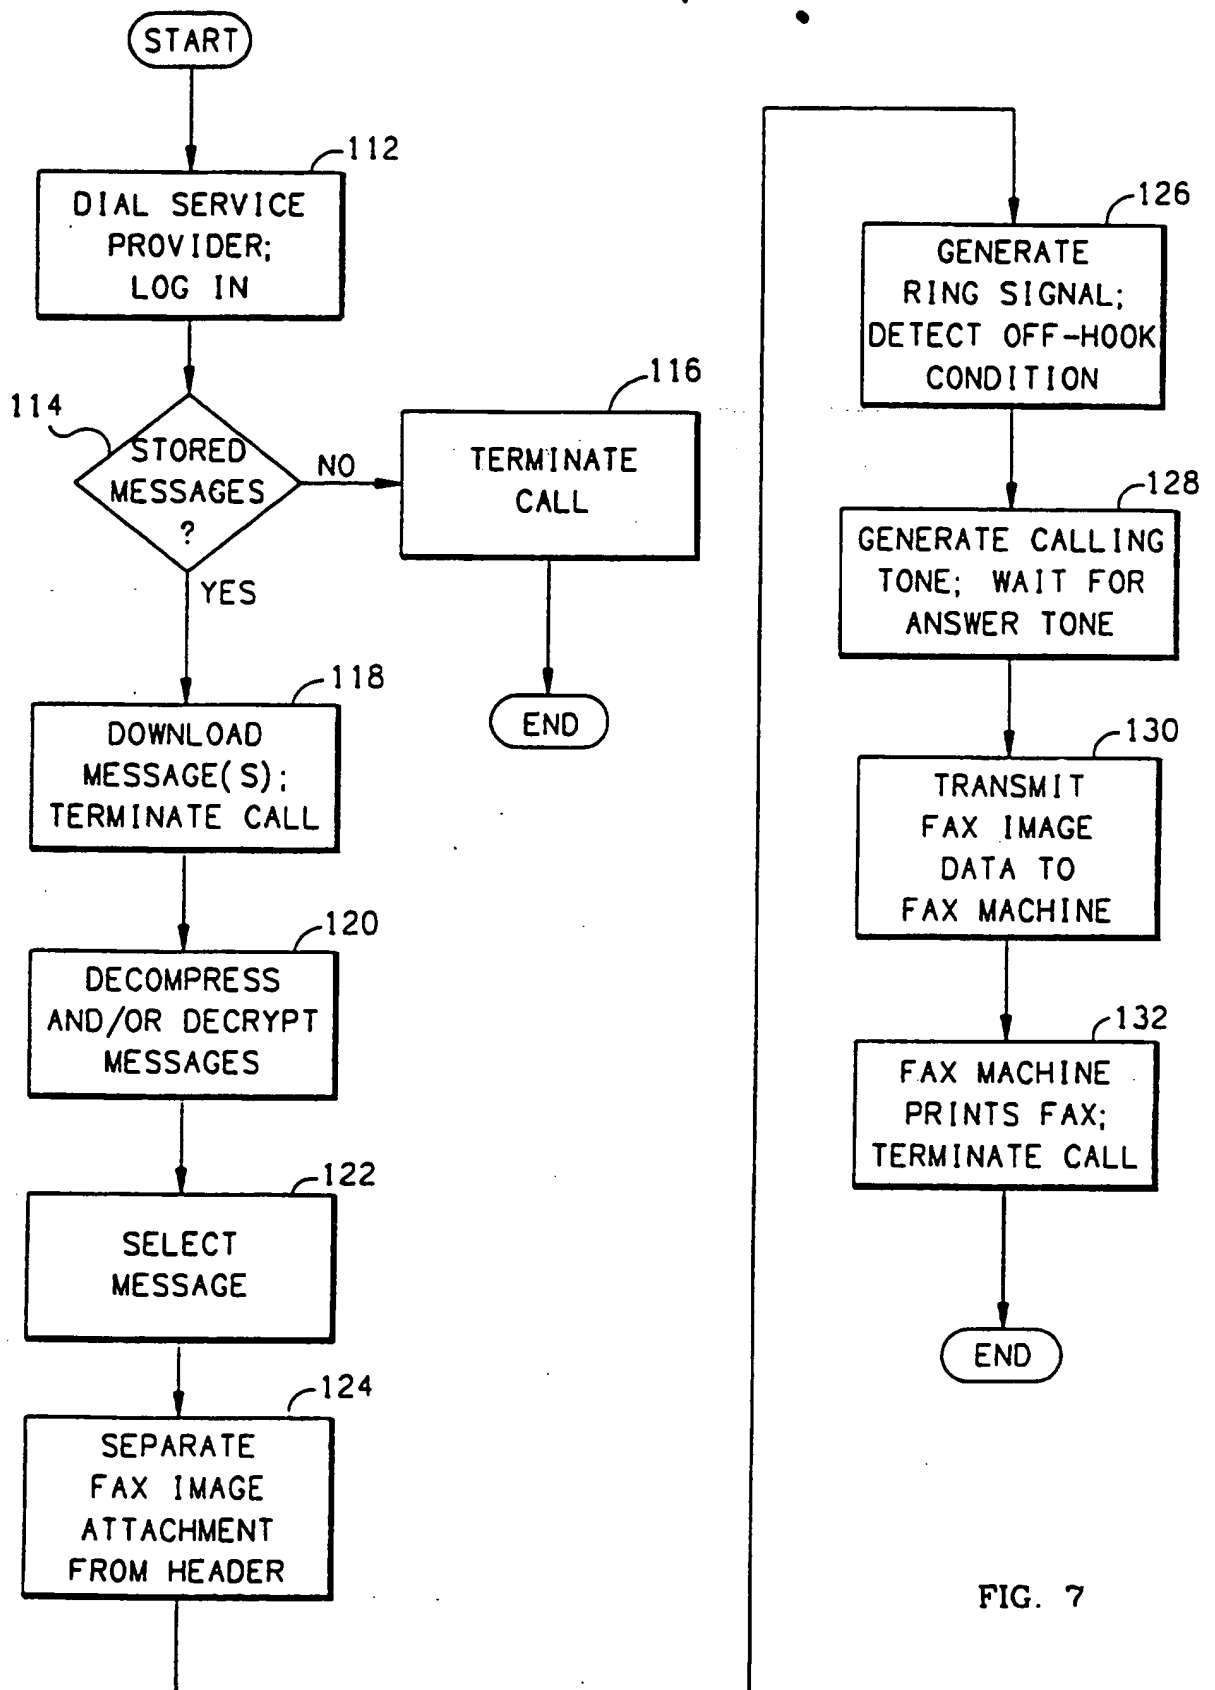 START
112
DIAL SERVICE
PROVIDER;
LOG IN
114
STORED
MESSAGES
?
NO
116
TERMINATE
CALL
END
YES
118
DOWNLOAD
MESSAGE(S);
TERMINATE CALL
120
DECOMPRESS
AND/OR DECRYPT
MESSAGES
122
SELECT
MESSAGE
124
SEPARATE
FAX IMAGE
ATTACHMENT
FROM HEADER
126
GENERATE
RING SIGNAL;
DETECT OFF-HOOK
CONDITION
128
GENERATE CALLING
TONE; WAIT FOR
ANSWER TONE
130
TRANSMIT
FAX IMAGE
DATA TO
FAX MACHINE
132
FAX MACHINE
PRINTS FAX;
TERMINATE CALL
END
FIG. 7